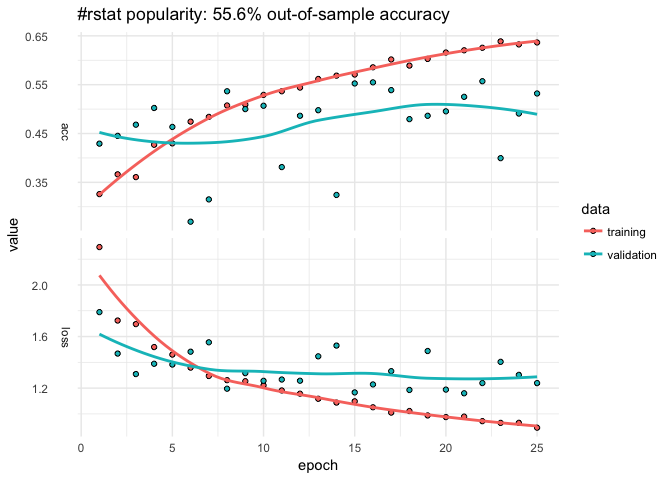 #rstat popularity: 55.6% out-of-sample accuracy
0.65
0.55
0.45
0.35
acc
value
2.0
1.6
1.2
loss
0
5
10
15
20
25
epoch
data
training
validation